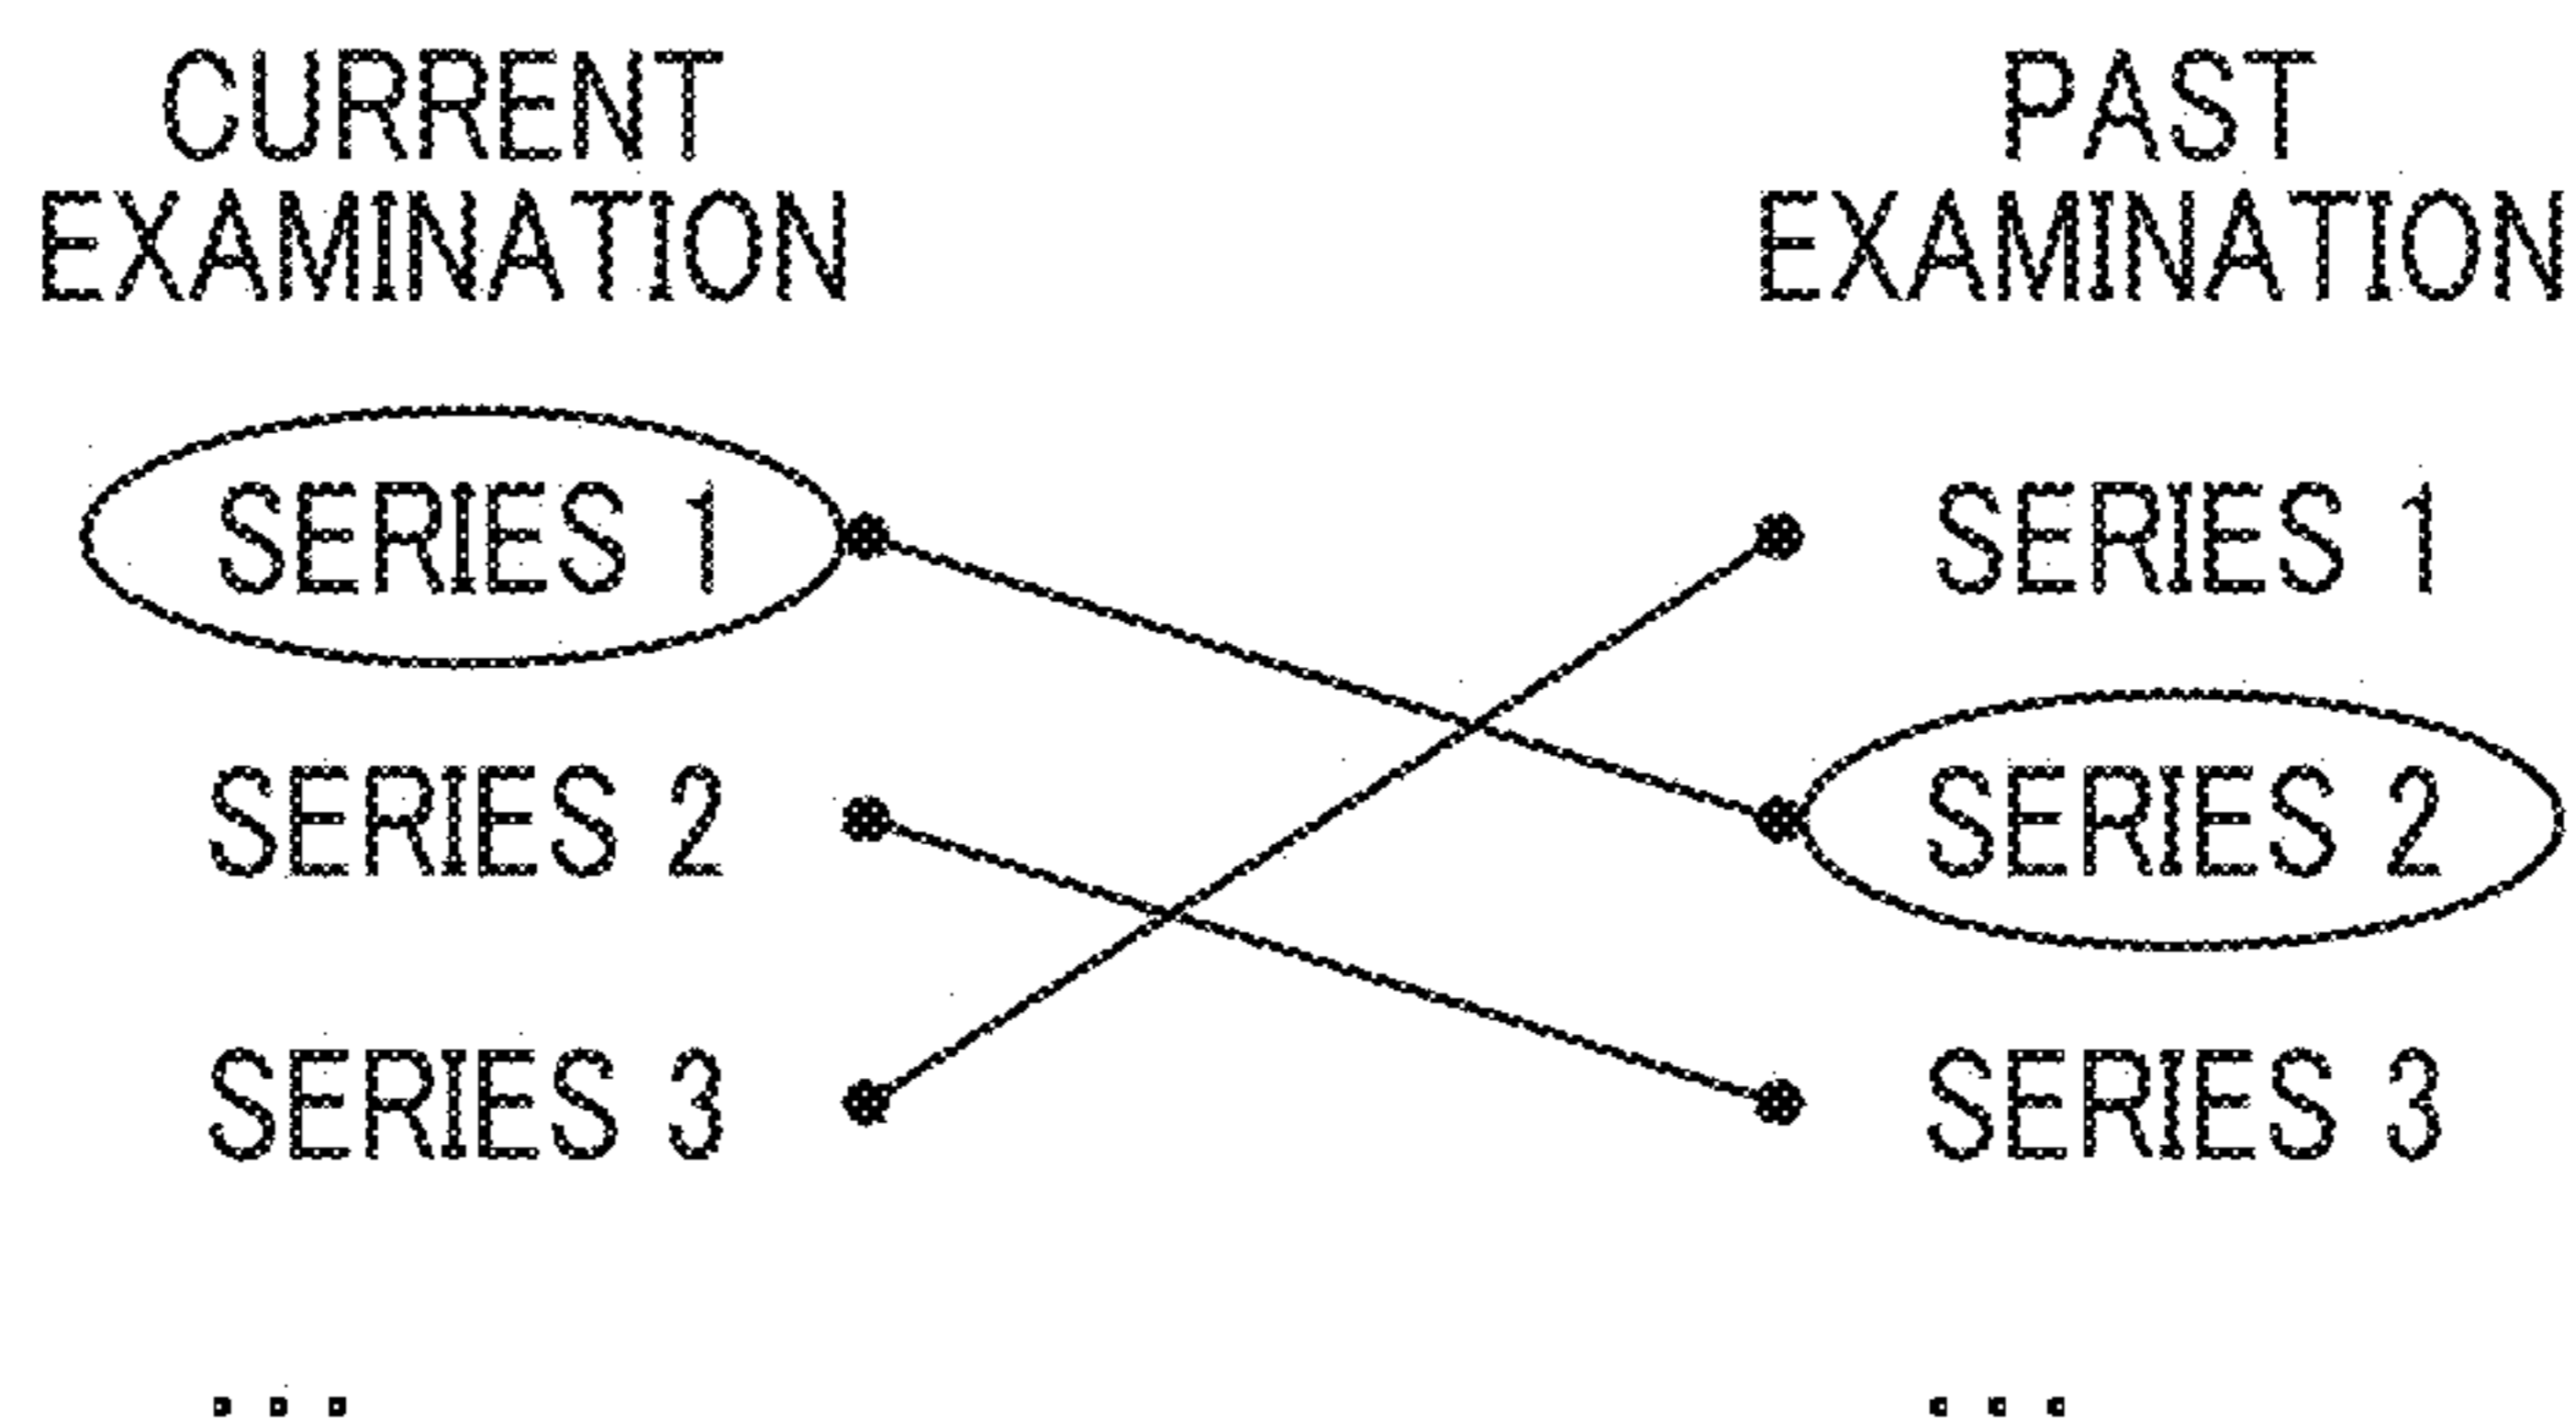 CURRENT
EXAMINATION
PAST
EXAMINATION
SERIES 1
SERIES 1
SERIES 2
SERIES 2
SERIES 3
SERIES 3
...
...